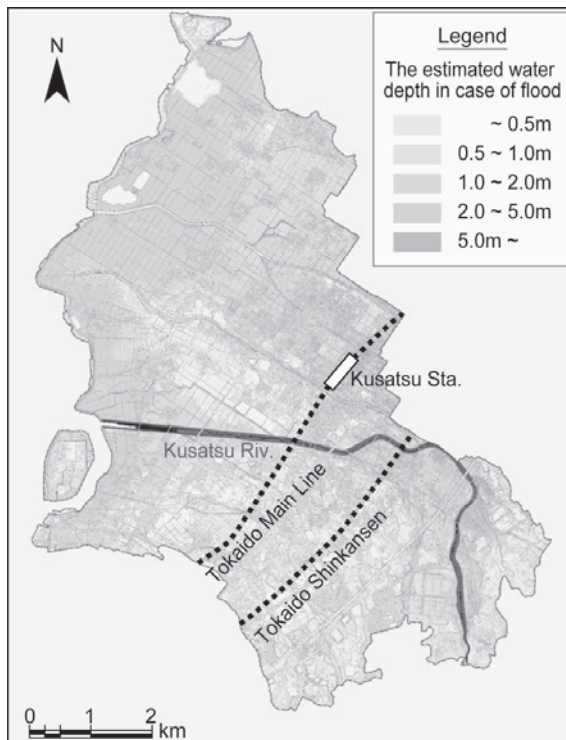 N
Legend
The estimated water
depth in case of flood
~ 0.5m
0.5 ~ 1.0m
1.0 ~ 2.0m
2.0 ~ 5.0m
5.0m ~
Kusatsu Sta.
Kusatsu Riv.
Tokaido Main Line
Tokaido Shinkansen
0 1 2
km